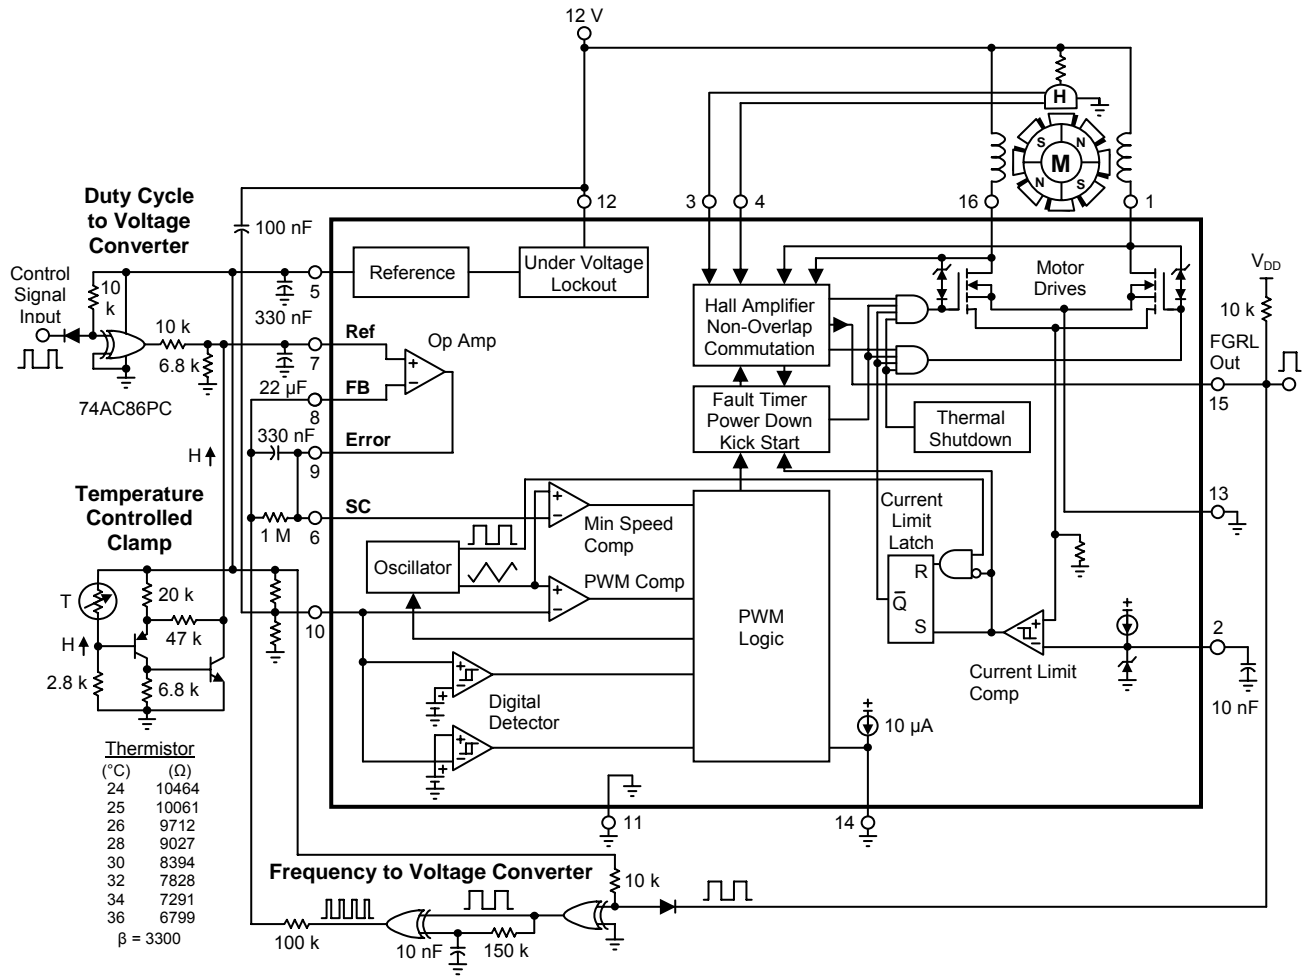 12 V
H
S
N
M
N
S
3
4
16
1
12
Duty Cycle
to Voltage
Converter
100 nF
Control
Signal
Input
10
k
10 k
6.8 k
74AC86PC
330 nF
5
7
22 µF
8
330 nF
9
H
1 M
6
Reference
Under Voltage
Lockout
Ref
Op Amp
+
−
FB
Error
SC
Hall Amplifier
Non-Overlap
Commutation
Fault Timer
Power Down
Kick Start
Motor
Drives
Thermal
Shutdown
VDD
10 k
FGRL
Out
15
13
Temperature
Controlled
Clamp
T
20 k
47 k
H
2.8 k
6.8 k
10
Oscillator
+
−
Min Speed
Comp
+
−
PWM Comp
PWM
Logic
+
−
+
Digital
Detector
+
−
+
Current
Limit
Latch
R
Q
S
+
−
Current Limit
Comp
2
10 nF
10 µA
11
14
Thermistor
(°C) (Ω)
24 10464
25 10061
26 9712
28 9027
30 8394
32 7828
34 7291
36 6799
β = 3300
Frequency to Voltage Converter
10 k
100 k
10 nF
150 k